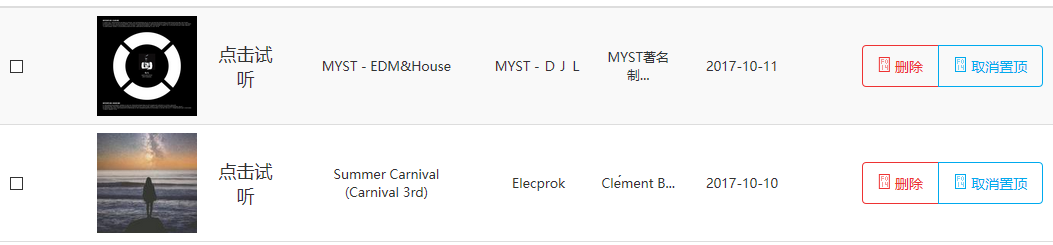 点击试
听
MYST - EDM&House
MYST - ＤＪＬ
MYST著名
制...
2017-10-11
删除
取消置顶
点击试
听
Summer Carnival
(Carnival 3rd)
Elecprok
Clément B...
2017-10-10
删除
取消置顶